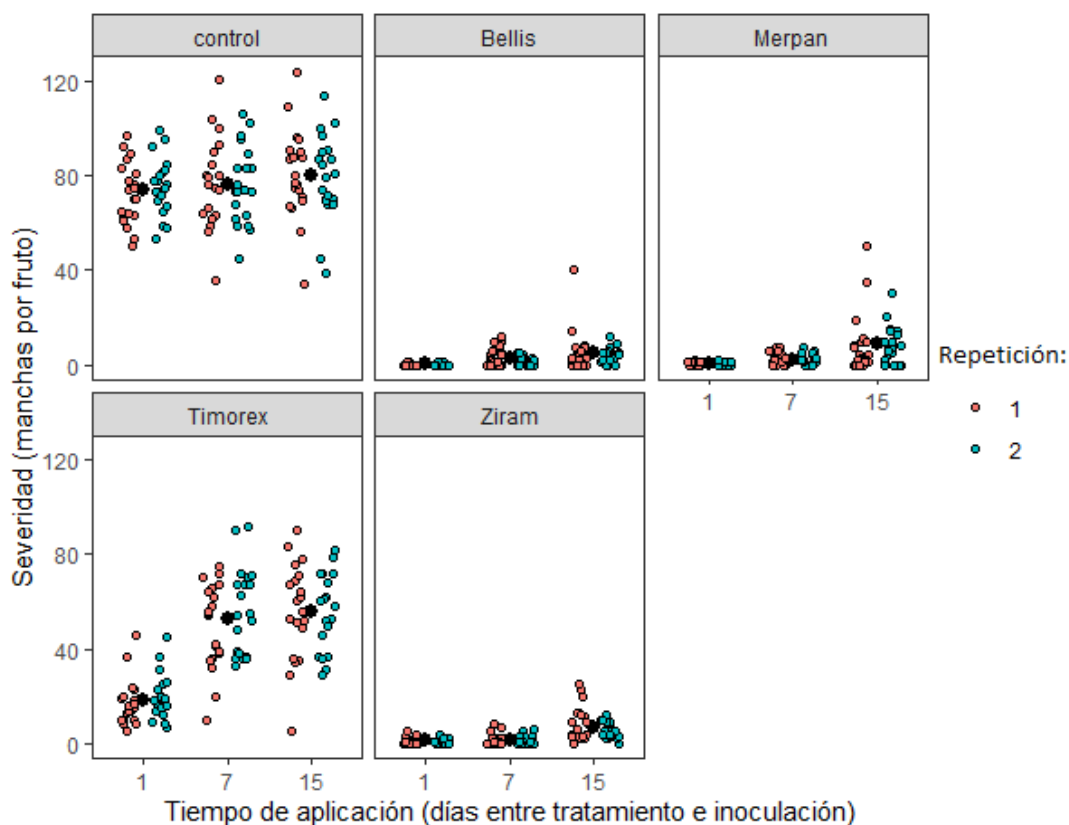 control
Bellis
Merpan
120
80
40
0
1
7
15
Timorex
Ziram
120
80
40
0
1
7
15
1
7
15
Severidad (manchas por fruto)
Tiempo de aplicación (días entre tratamiento e inoculación)
Repetición:
1
2